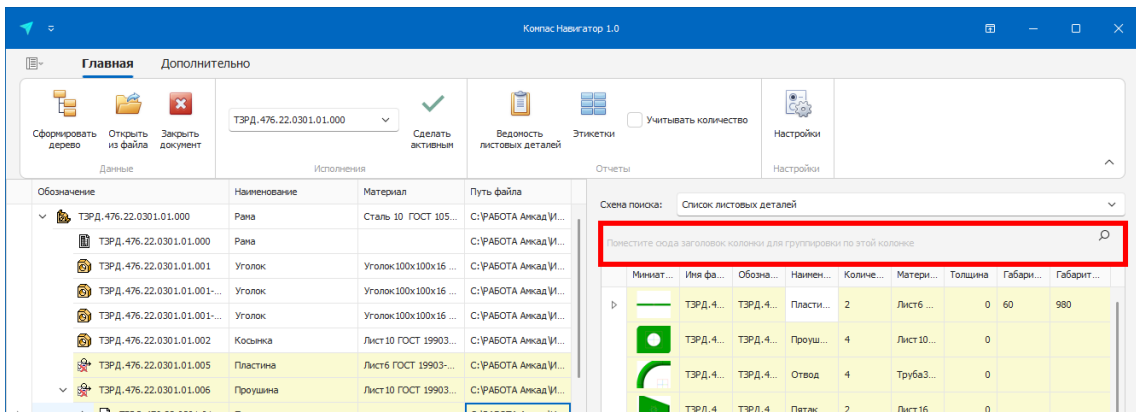 Компас Навигатор 1.0
Главная Дополнительно
Сформировать дерево Открыть из файла Закрыть документ
ТЗРД.476.22.0301.01.000
Сделать активным
Ведомость листовых деталей Этикетки Учитывать количество Настройки
Данные Исполнения Отчеты Настройки
Обозначение Наименование Материал Путь файла
ТЗРД.476.22.0301.01.000 Рама Сталь 10 ГОСТ 105... C:\РАБОТА Амкад\И...
ТЗРД.476.22.0301.01.000 Рама C:\РАБОТА Амкад\И...
ТЗРД.476.22.0301.01.001 Уголок Уголок100x100x16 ... C:\РАБОТА Амкад\И...
ТЗРД.476.22.0301.01.001-... Уголок Уголок100x100x16 ... C:\РАБОТА Амкад\И...
ТЗРД.476.22.0301.01.001-... Уголок Уголок100x100x16 ... C:\РАБОТА Амкад\И...
ТЗРД.476.22.0301.01.002 Косынка Лист10 ГОСТ 19903... C:\РАБОТА Амкад\И...
ТЗРД.476.22.0301.01.005 Пластина Лист6 ГОСТ 19903-... C:\РАБОТА Амкад\И...
ТЗРД.476.22.0301.01.006 Проушина Лист10 ГОСТ 19903... C:\РАБОТА Амкад\И...
Схема поиска: Список листовых деталей
Поместите сюда заголовок колонки для группировки по этой колонке
Миниат... Имя фа... Обозна... Наимен... Количе... Матери... Толщина Габари... Габарит...
ТЗРД.4... ТЗРД.4... Пласти... 2 Лист6 ... 0 60 980
ТЗРД.4... ТЗРД.4... Проуш... 4 Лист10... 0
ТЗРД.4... ТЗРД.4... Отвод 4 Труба3... 0
ТЗРД.4... ТЗРД.4... Пятак 2 Лист16 0